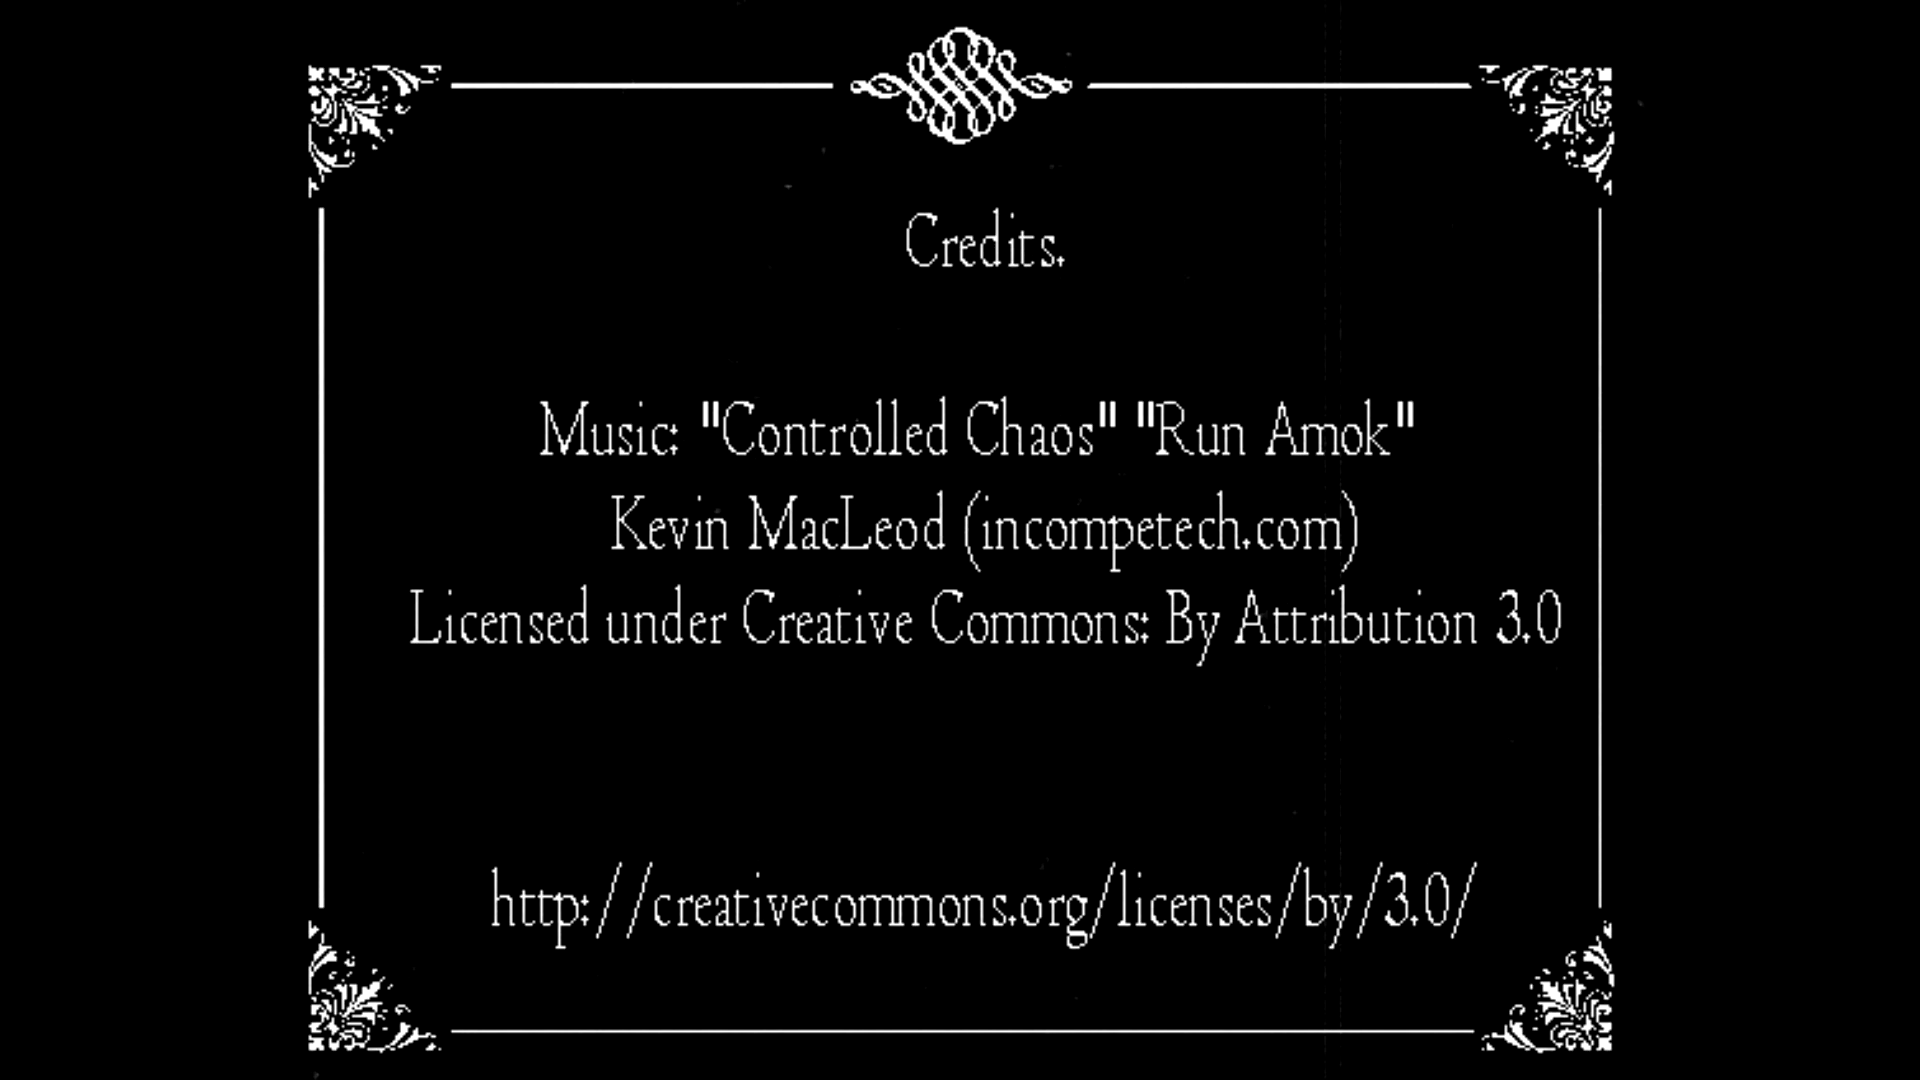 Credits.
Music: "Controlled Chaos" "Run Amok"
Kevin MacLeod (incompetech.com)
Licensed under Creative Commons: By Attribution 3.0
http://creativecommons.org/licenses/by/3.0/